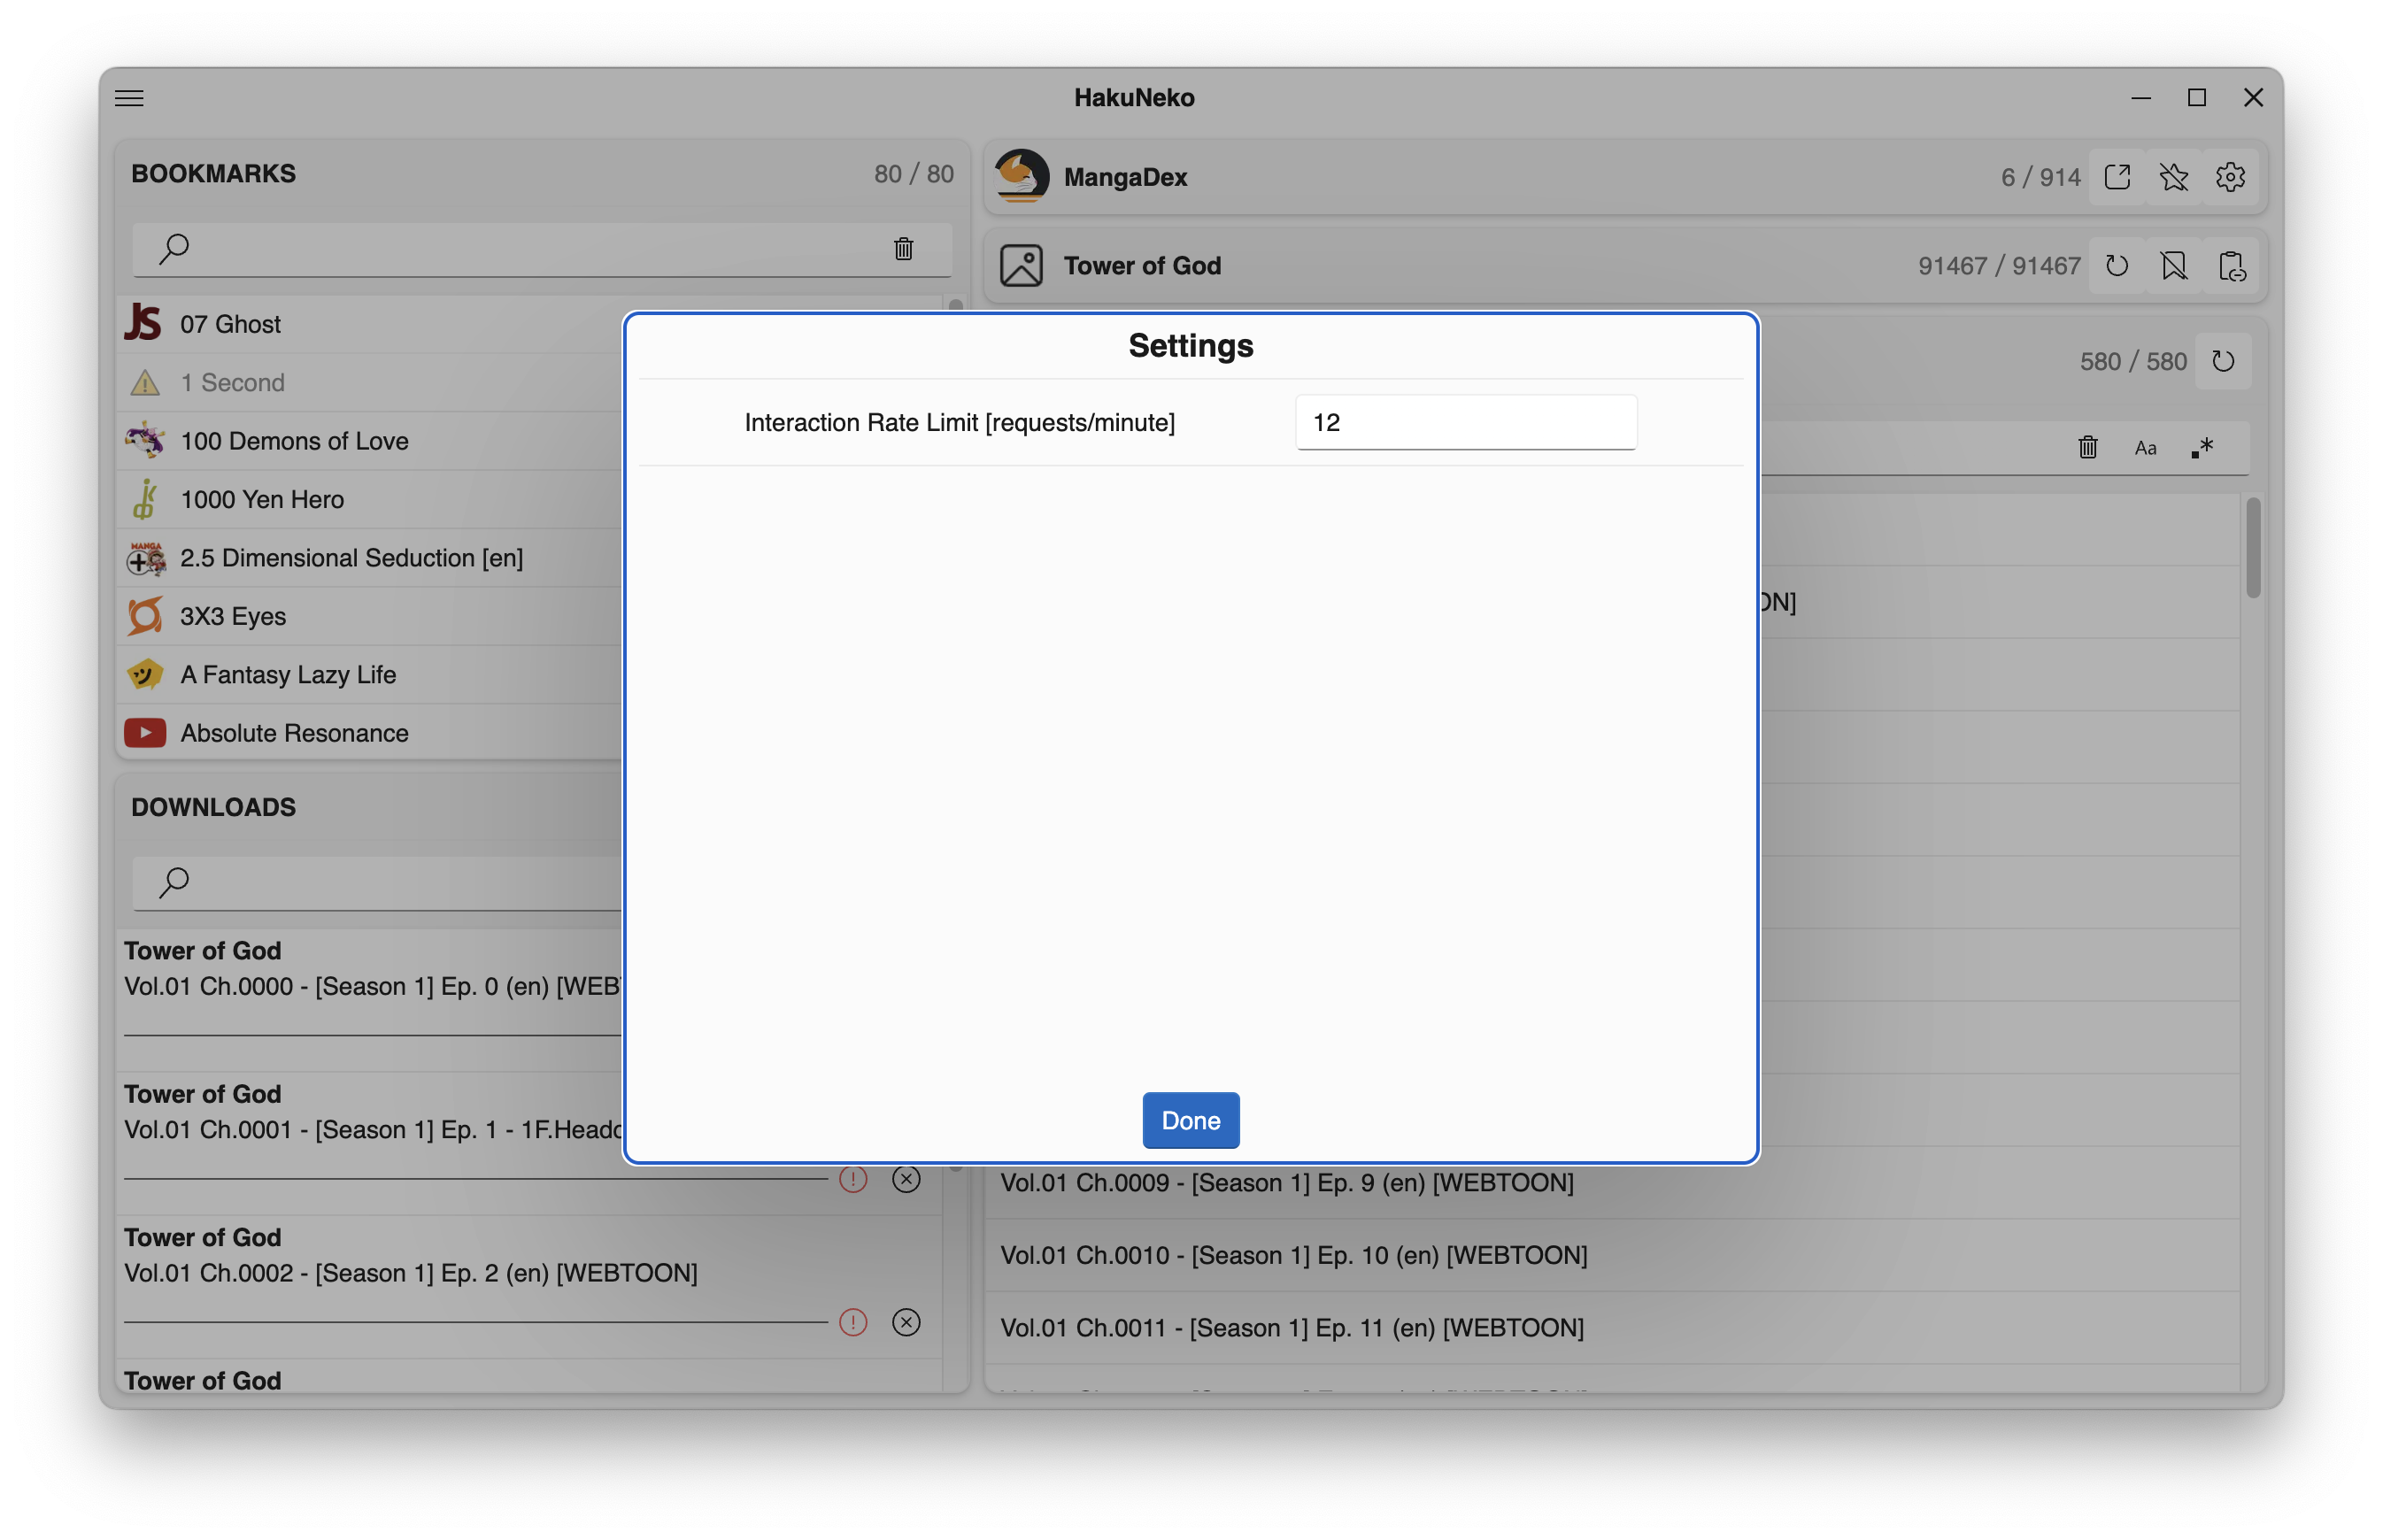 HakuNeko
BOOKMARKS
80 / 80
JS
07 Ghost
1 Second
100 Demons of Love
1000 Yen Hero
MANGA
2.5 Dimensional Seduction [en]
3X3 Eyes
A Fantasy Lazy Life
Absolute Resonance
DOWNLOADS
Tower of God
Vol.01 Ch.0000 - [Season 1] Ep. 0 (en) [WEB
Tower of God
Vol.01 Ch.0001 - [Season 1] Ep. 1 - 1F.Head
Tower of God
Vol.01 Ch.0002 - [Season 1] Ep. 2 (en) [WEBTOON]
Tower of God
MangaDex
6 / 914
Tower of God
91467 / 91467
580 / 580
Aa
ON]
Vol.01 Ch.0009 - [Season 1] Ep. 9 (en) [WEBTOON]
Vol.01 Ch.0010 - [Season 1] Ep. 10 (en) [WEBTOON]
Vol.01 Ch.0011 - [Season 1] Ep. 11 (en) [WEBTOON]
Settings
Interaction Rate Limit [requests/minute]
12
Done